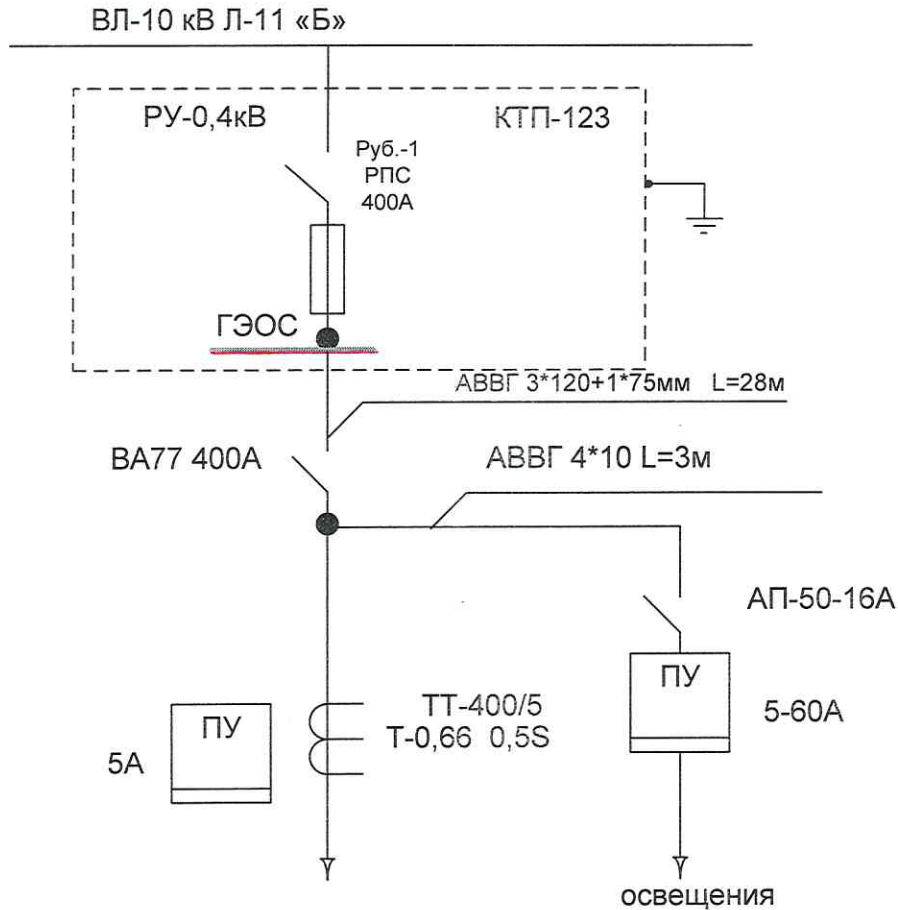 ВЛ-10 кВ Л-11 «Б»
РУ-0,4кВ
КТП-123
Руб.-1
РПС
400А
ГЭОС
АВВГ 3*120+1*75мм L=28м
ВА77 400А
АВВГ 4*10 L=3м
АП-50-16А
ПУ
5-60А
ТТ-400/5
Т-0,66 0,5S
ПУ
5А
освещения